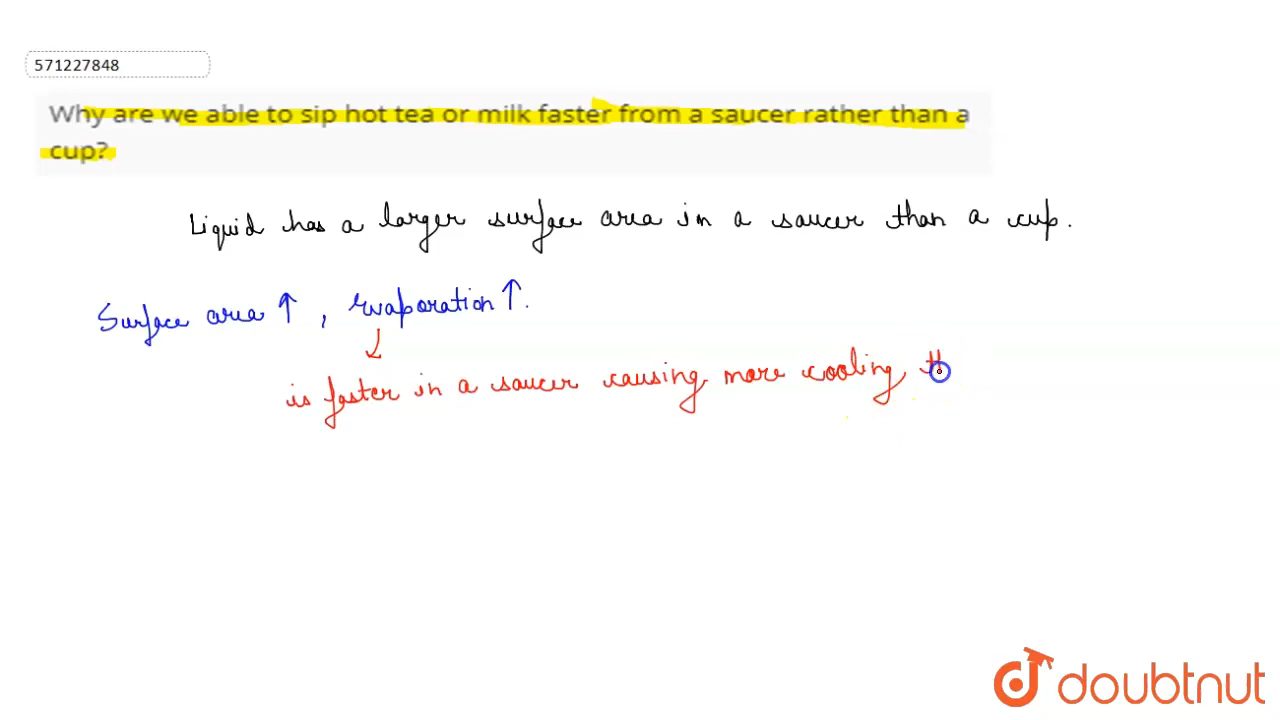 571227848
Why are we able to sip hot tea or milk faster from a saucer rather than a
cup?
Liquid has a larger surface area in a saucer than a cup.
Surface area ↑, Evaporation ↑.
↓
is faster in a saucer causing more cooling
doubtnut